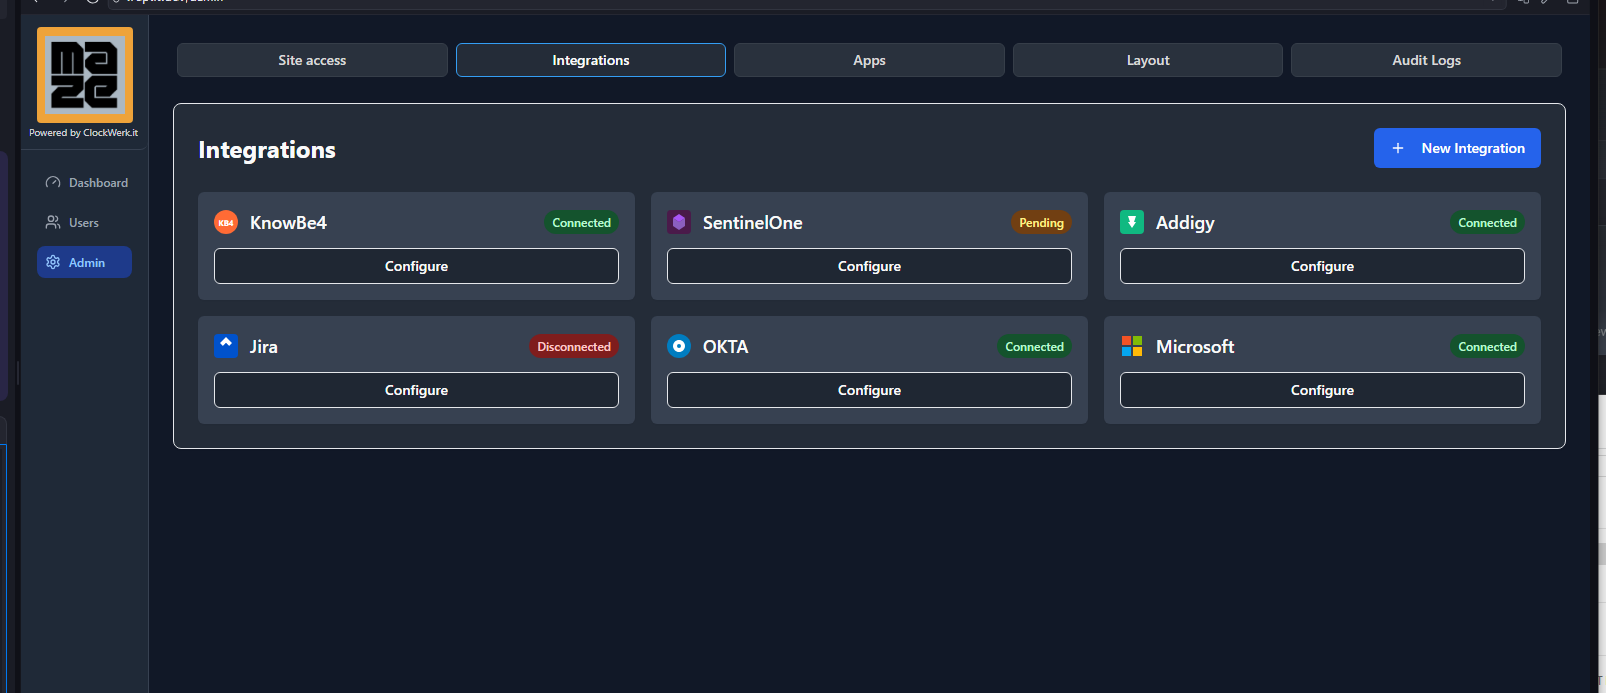 maze
Powered by ClockWerk.it
Dashboard
Users
Admin
Site access
Integrations
Apps
Layout
Audit Logs
Integrations
+ New Integration
KB4 KnowBe4 Connected
Configure
SentinelOne Pending
Configure
Addigy Connected
Configure
Jira Disconnected
Configure
OKTA Connected
Configure
Microsoft Connected
Configure